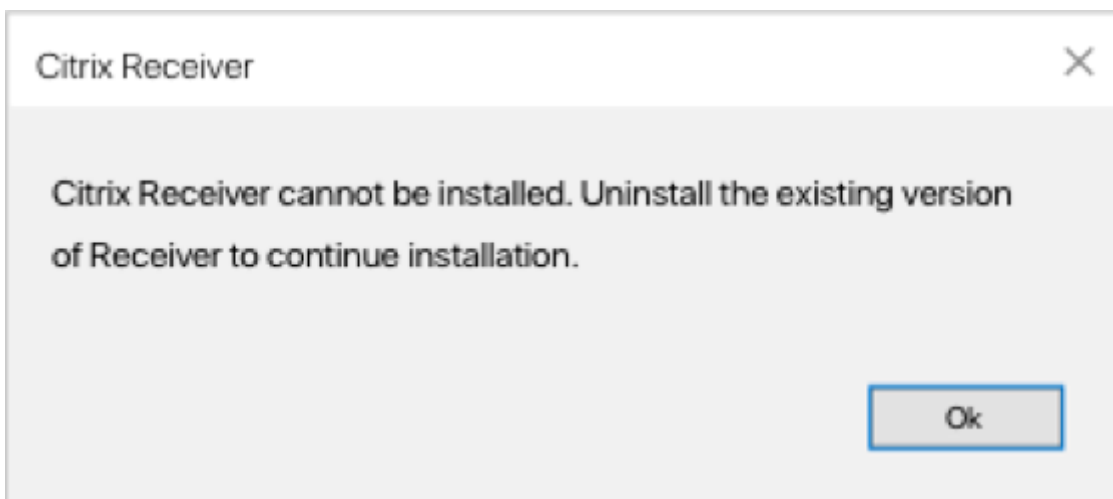 Citrix Receiver
Citrix Receiver cannot be installed. Uninstall the existing version
of Receiver to continue installation.
Ok